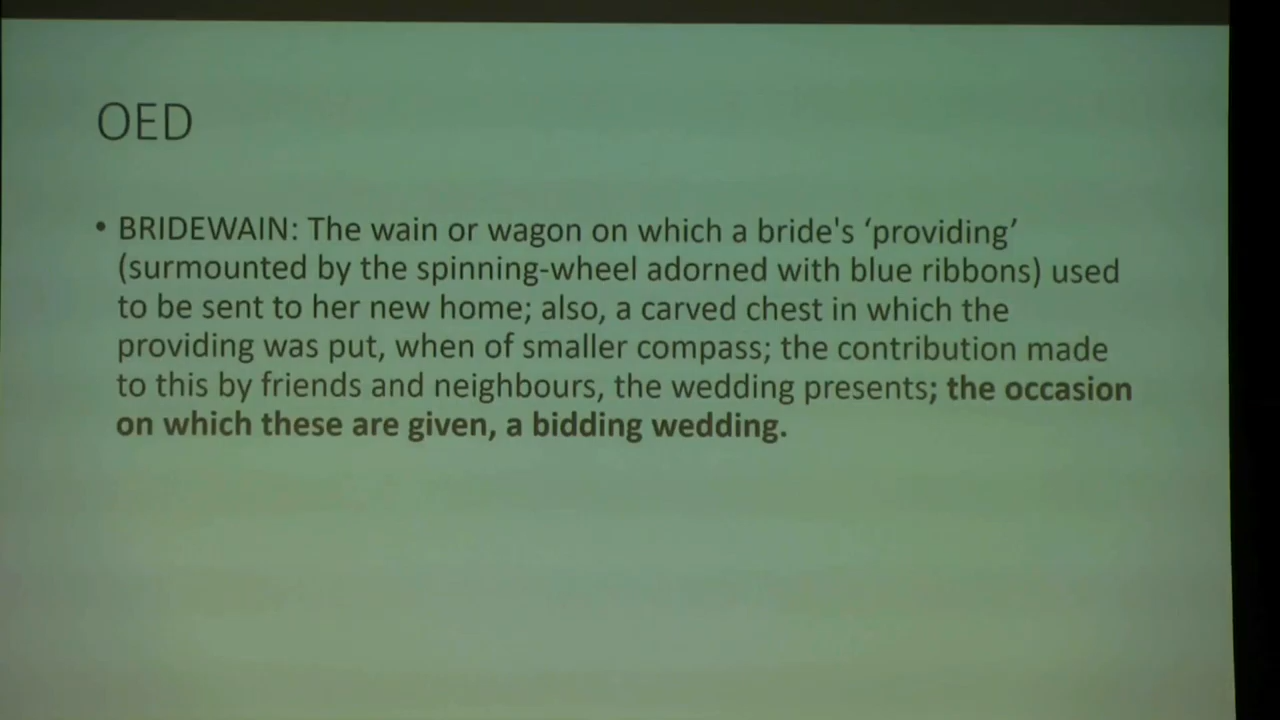 OED
• BRIDEWAIN: The wain or wagon on which a bride's ‘providing’
(surmounted by the spinning-wheel adorned with blue ribbons) used
to be sent to her new home; also, a carved chest in which the
providing was put, when of smaller compass; the contribution made
to this by friends and neighbours, the wedding presents; the occasion
on which these are given, a bidding wedding.